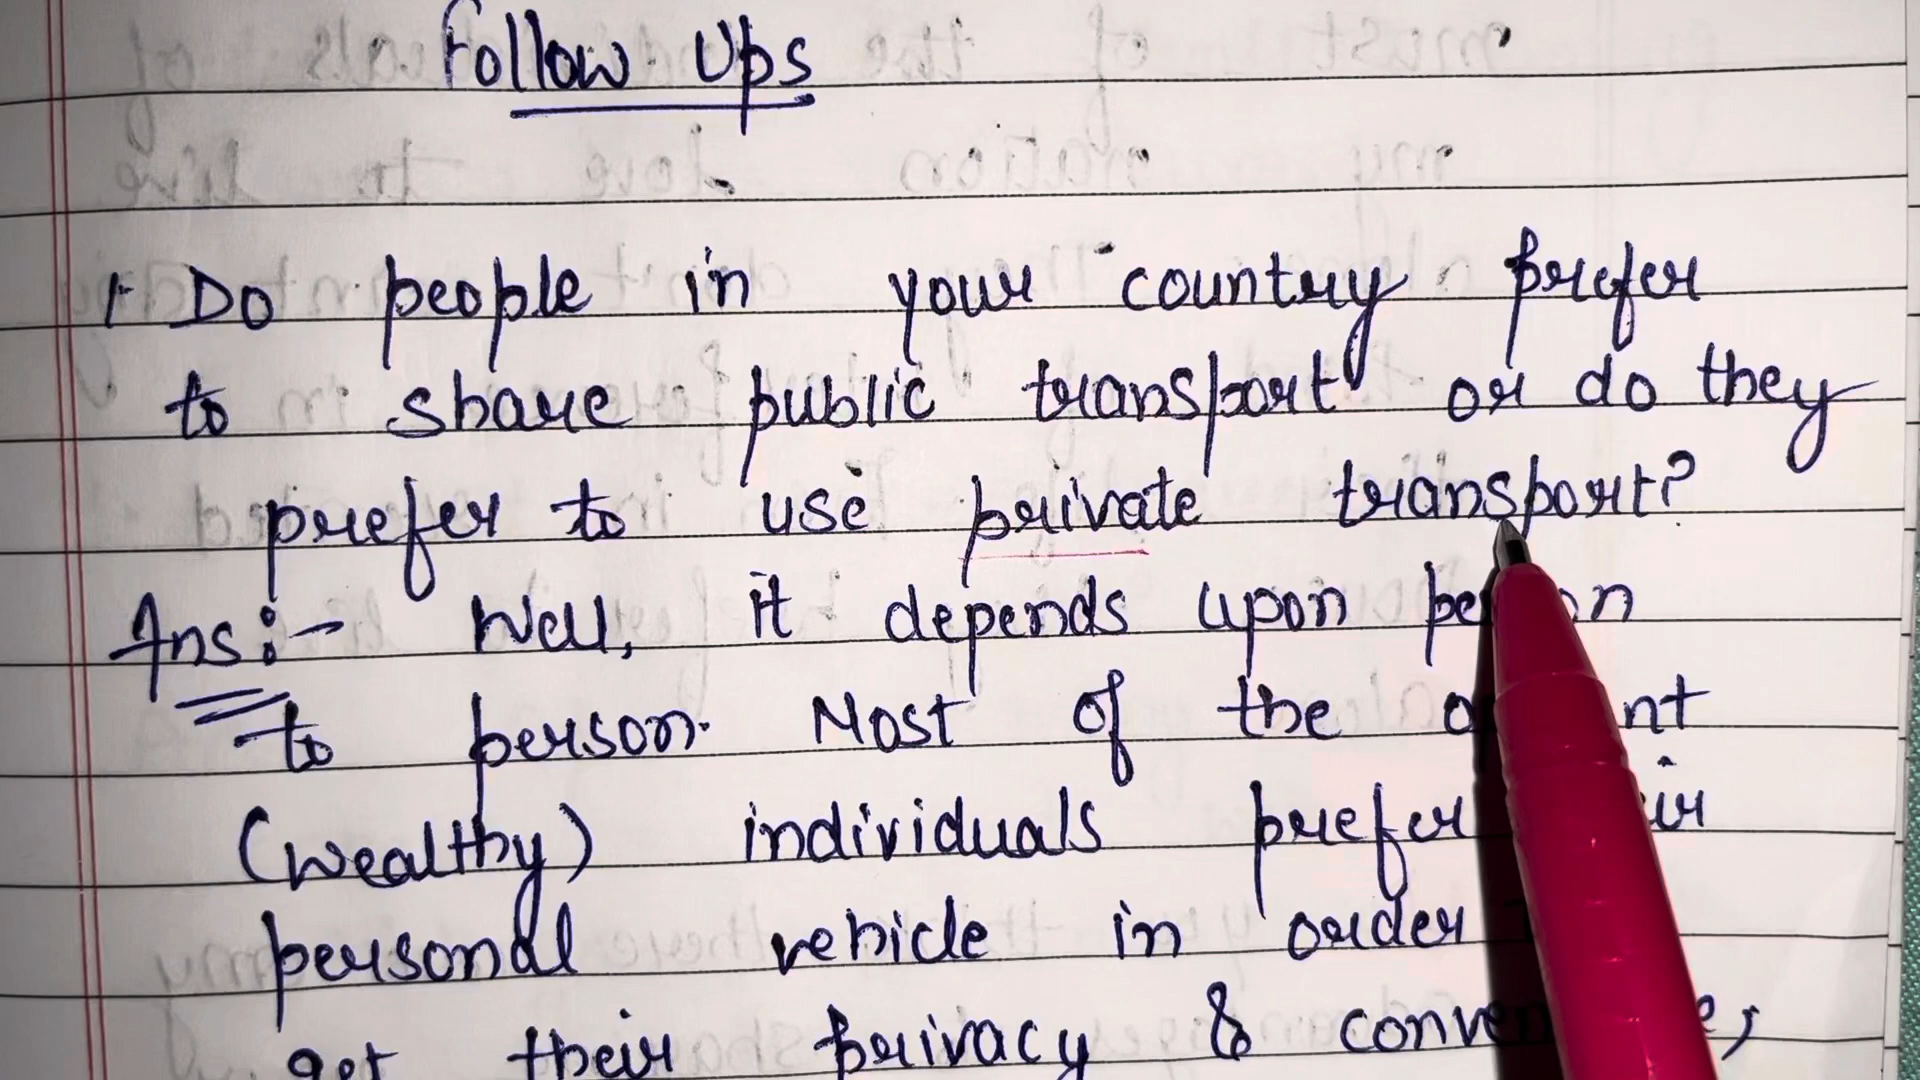 Follow Ups
1. Do people in your country prefer
to share public transport or do they
prefer to use private transport?
Ans:- Well, it depends upon
to person. Most of the
(wealthy) individuals prefer
personal vehicle in order
get their privacy &